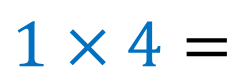 1 × 4 =